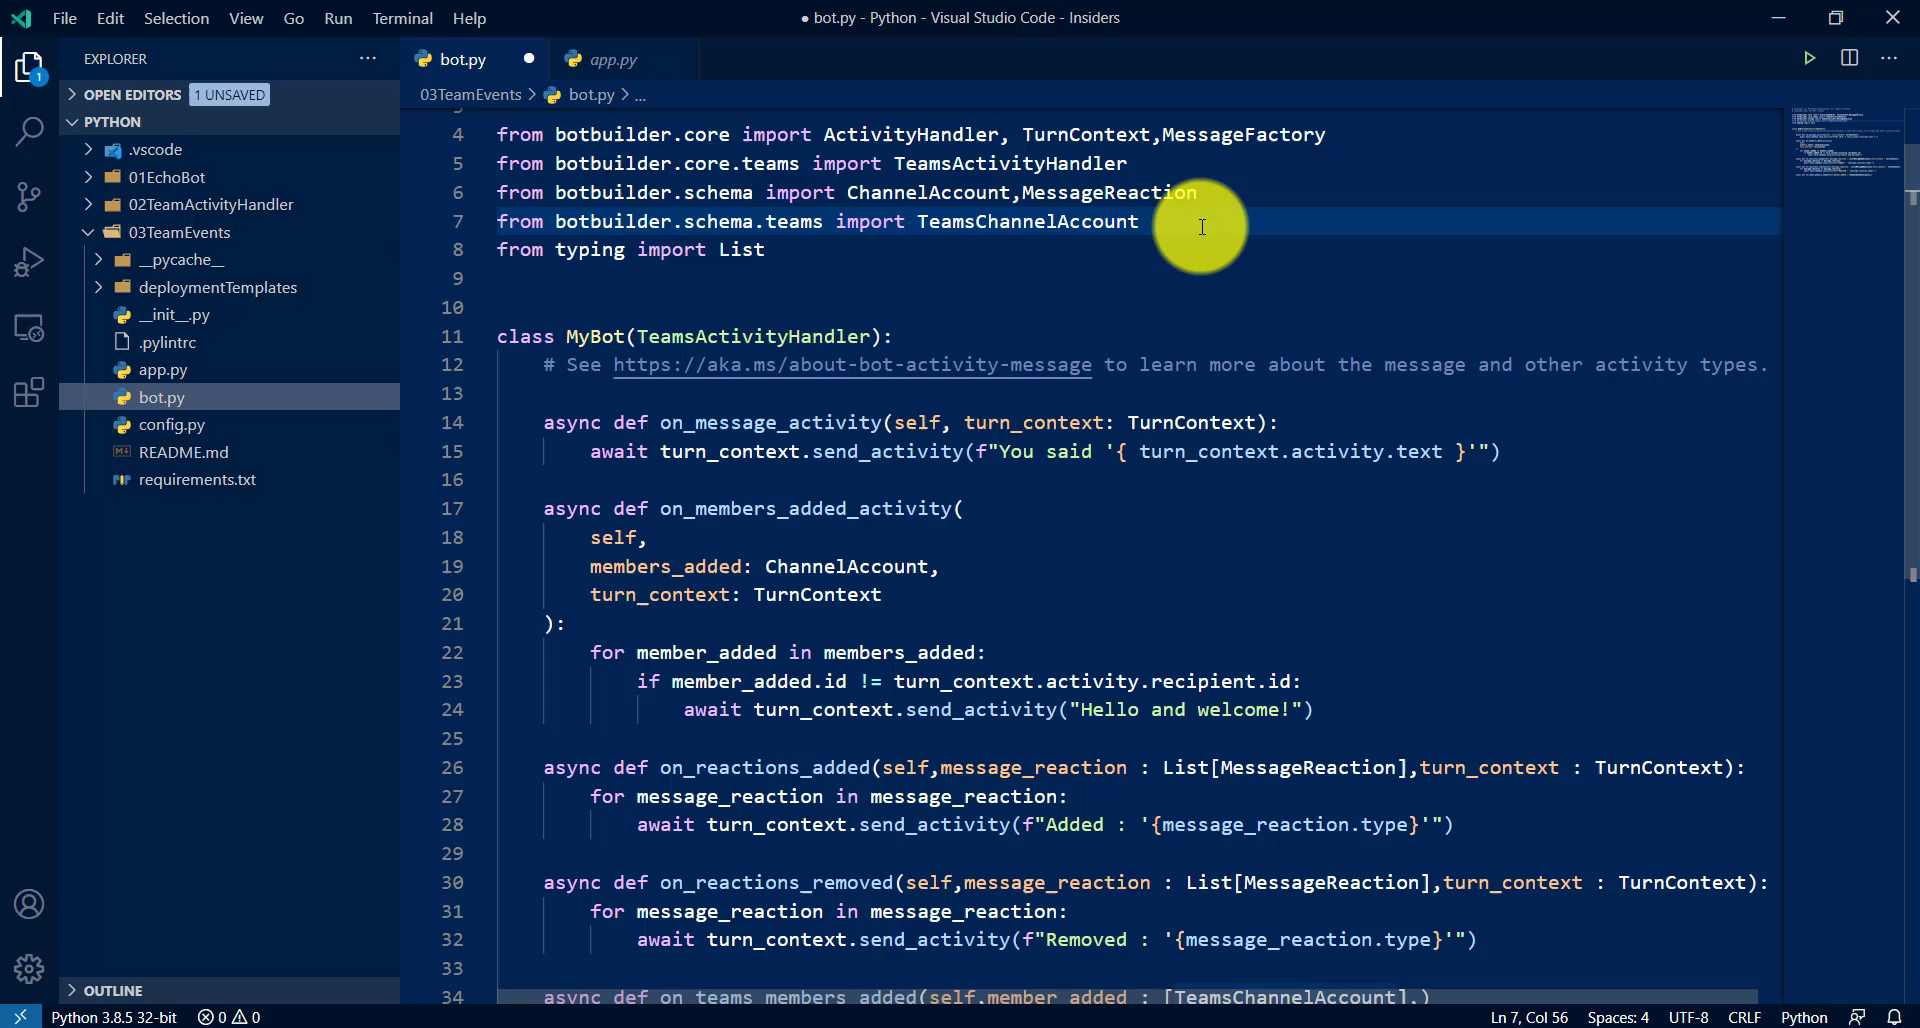 File Edit Selection View Go Run Terminal Help
● bot.py - Python - Visual Studio Code - Insiders
EXPLORER
1
OPEN EDITORS 1 UNSAVED
PYTHON
.vscode
01EchoBot
02TeamActivityHandler
03TeamEvents
__pycache__
deploymentTemplates
__init__.py
.pylintrc
app.py
bot.py
config.py
README.md
requirements.txt
OUTLINE
bot.py
app.py
03TeamEvents > bot.py > ...
4 from botbuilder.core import ActivityHandler, TurnContext,MessageFactory
5 from botbuilder.core.teams import TeamsActivityHandler
6 from botbuilder.schema import ChannelAccount,MessageReaction
7 from botbuilder.schema.teams import TeamsChannelAccount
8 from typing import List
9
10
11 class MyBot(TeamsActivityHandler):
12 # See https://aka.ms/about-bot-activity-message to learn more about the message and other activity types.
13
14 async def on_message_activity(self, turn_context: TurnContext):
15 await turn_context.send_activity(f"You said '{ turn_context.activity.text }'")
16
17 async def on_members_added_activity(
18 self,
19 members_added: ChannelAccount,
20 turn_context: TurnContext
21 ):
22 for member_added in members_added:
23 if member_added.id != turn_context.activity.recipient.id:
24 await turn_context.send_activity("Hello and welcome!")
25
26 async def on_reactions_added(self,message_reaction : List[MessageReaction],turn_context : TurnContext):
27 for message_reaction in message_reaction:
28 await turn_context.send_activity(f"Added : '{message_reaction.type}'")
29
30 async def on_reactions_removed(self,message_reaction : List[MessageReaction],turn_context : TurnContext):
31 for message_reaction in message_reaction:
32 await turn_context.send_activity(f"Removed : '{message_reaction.type}'")
33
34 async def on_teams_members_added(self,member_added : [TeamsChannelAccount],)
Python 3.8.5 32-bit 0 0 Ln 7, Col 56 Spaces: 4 UTF-8 CRLF Python